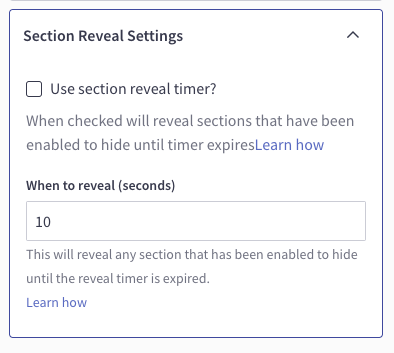 Section Reveal Settings
Use section reveal timer?
When checked will reveal sections that have been
enabled to hide until timer expiresLearn how
When to reveal (seconds)
10
This will reveal any section that has been enabled to hide
until the reveal timer is expired.
Learn how